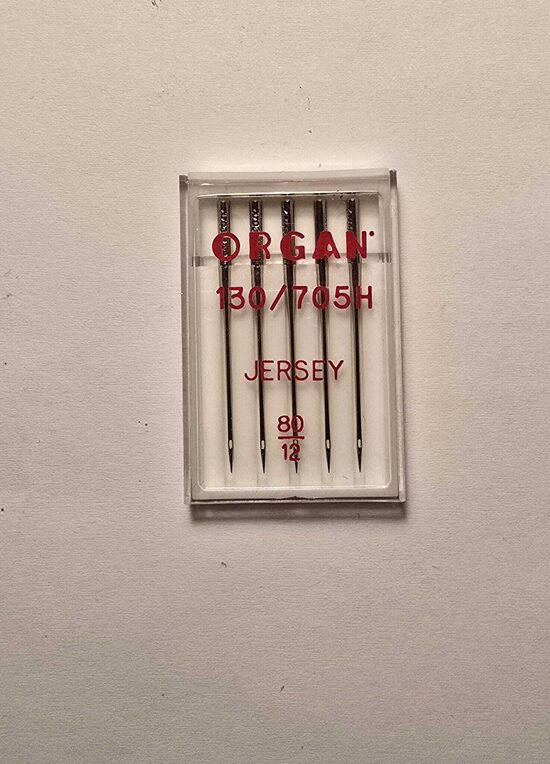 ORGAN
130/705H
JERSEY
80
12